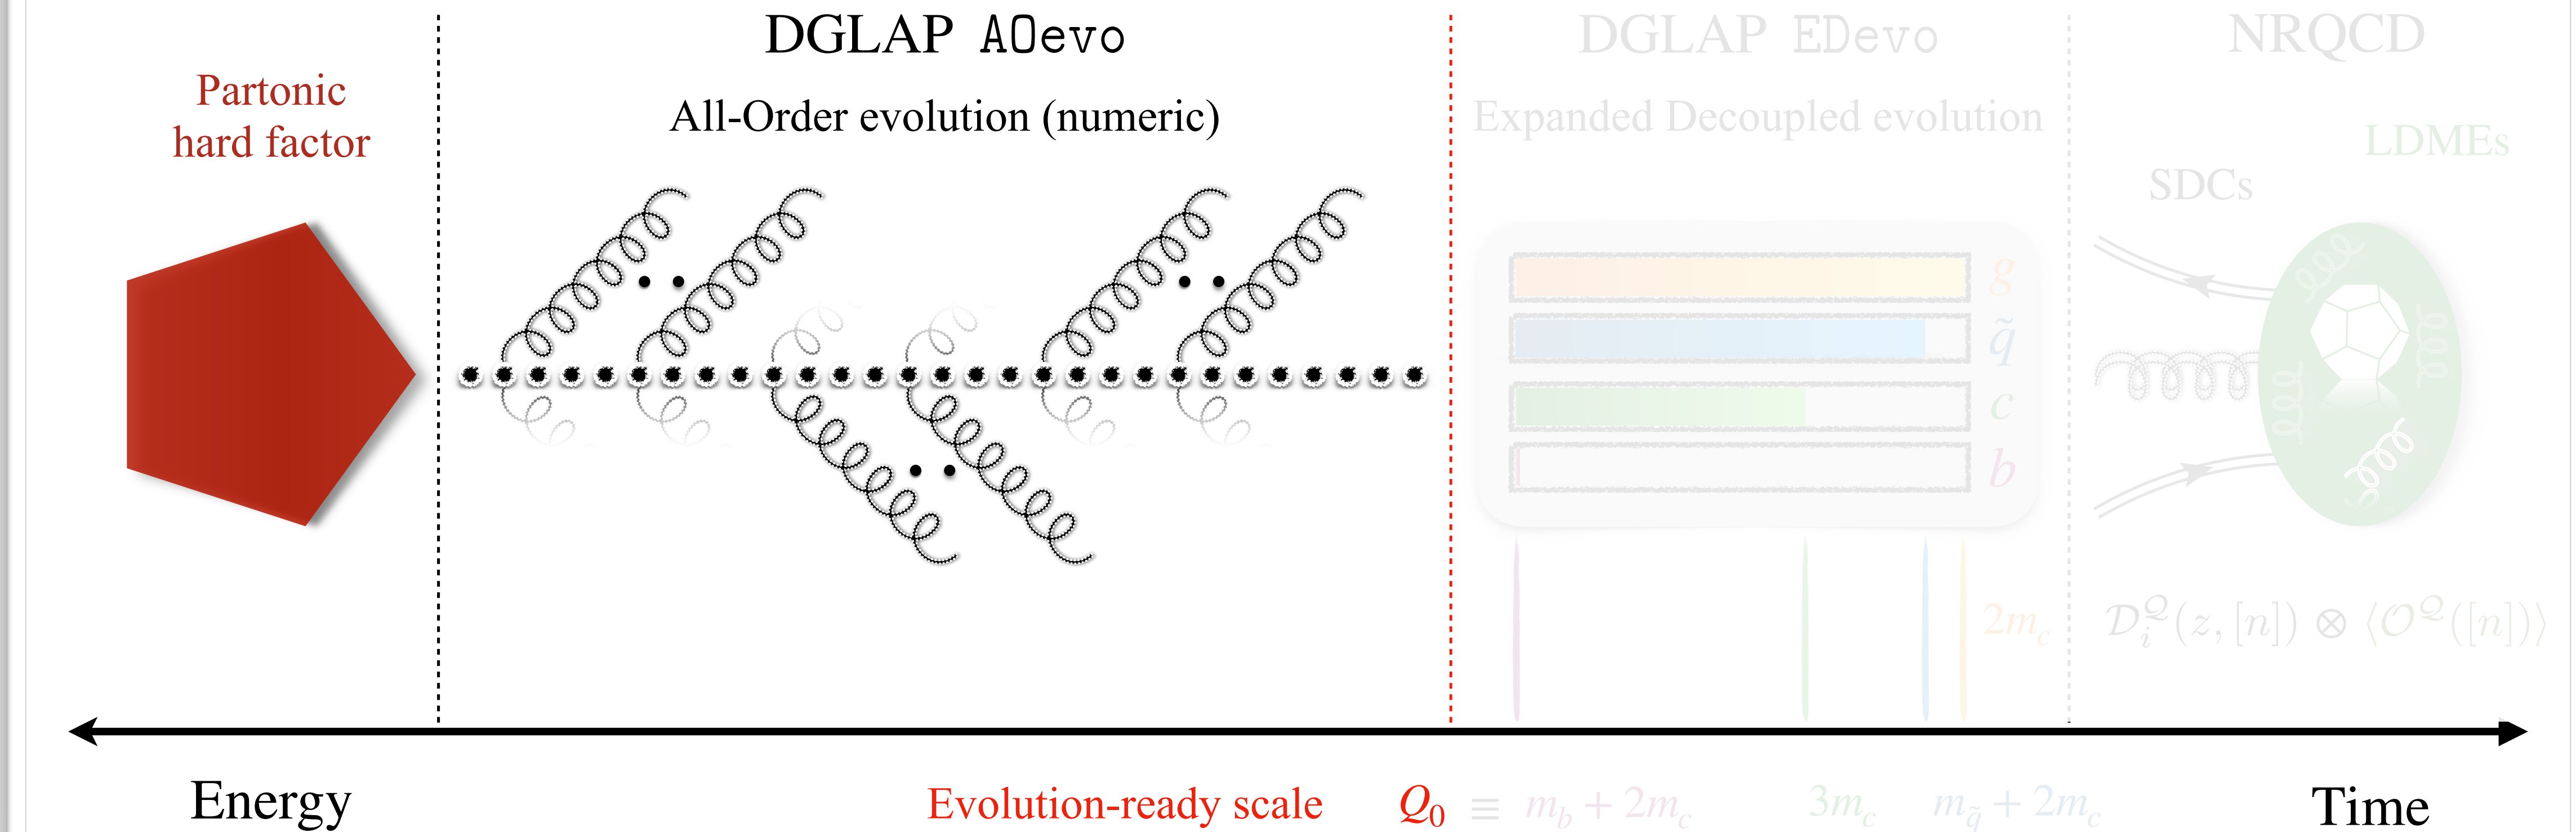 DGLAP AOevo
DGLAP EDevo
NRQCD
Partonic
hard factor
All-Order evolution (numeric)
Expanded Decoupled evolution
LDMEs
SDCs
g
q̃
c
b
2m_c
𝒟_i^𝒬(z, [n]) ⊗ ⟨𝒪^𝒬([n])⟩
Energy
Evolution-ready scale Q₀ ≡ m_b + 2m_c
3m_c
m_q̃ + 2m_c
Time